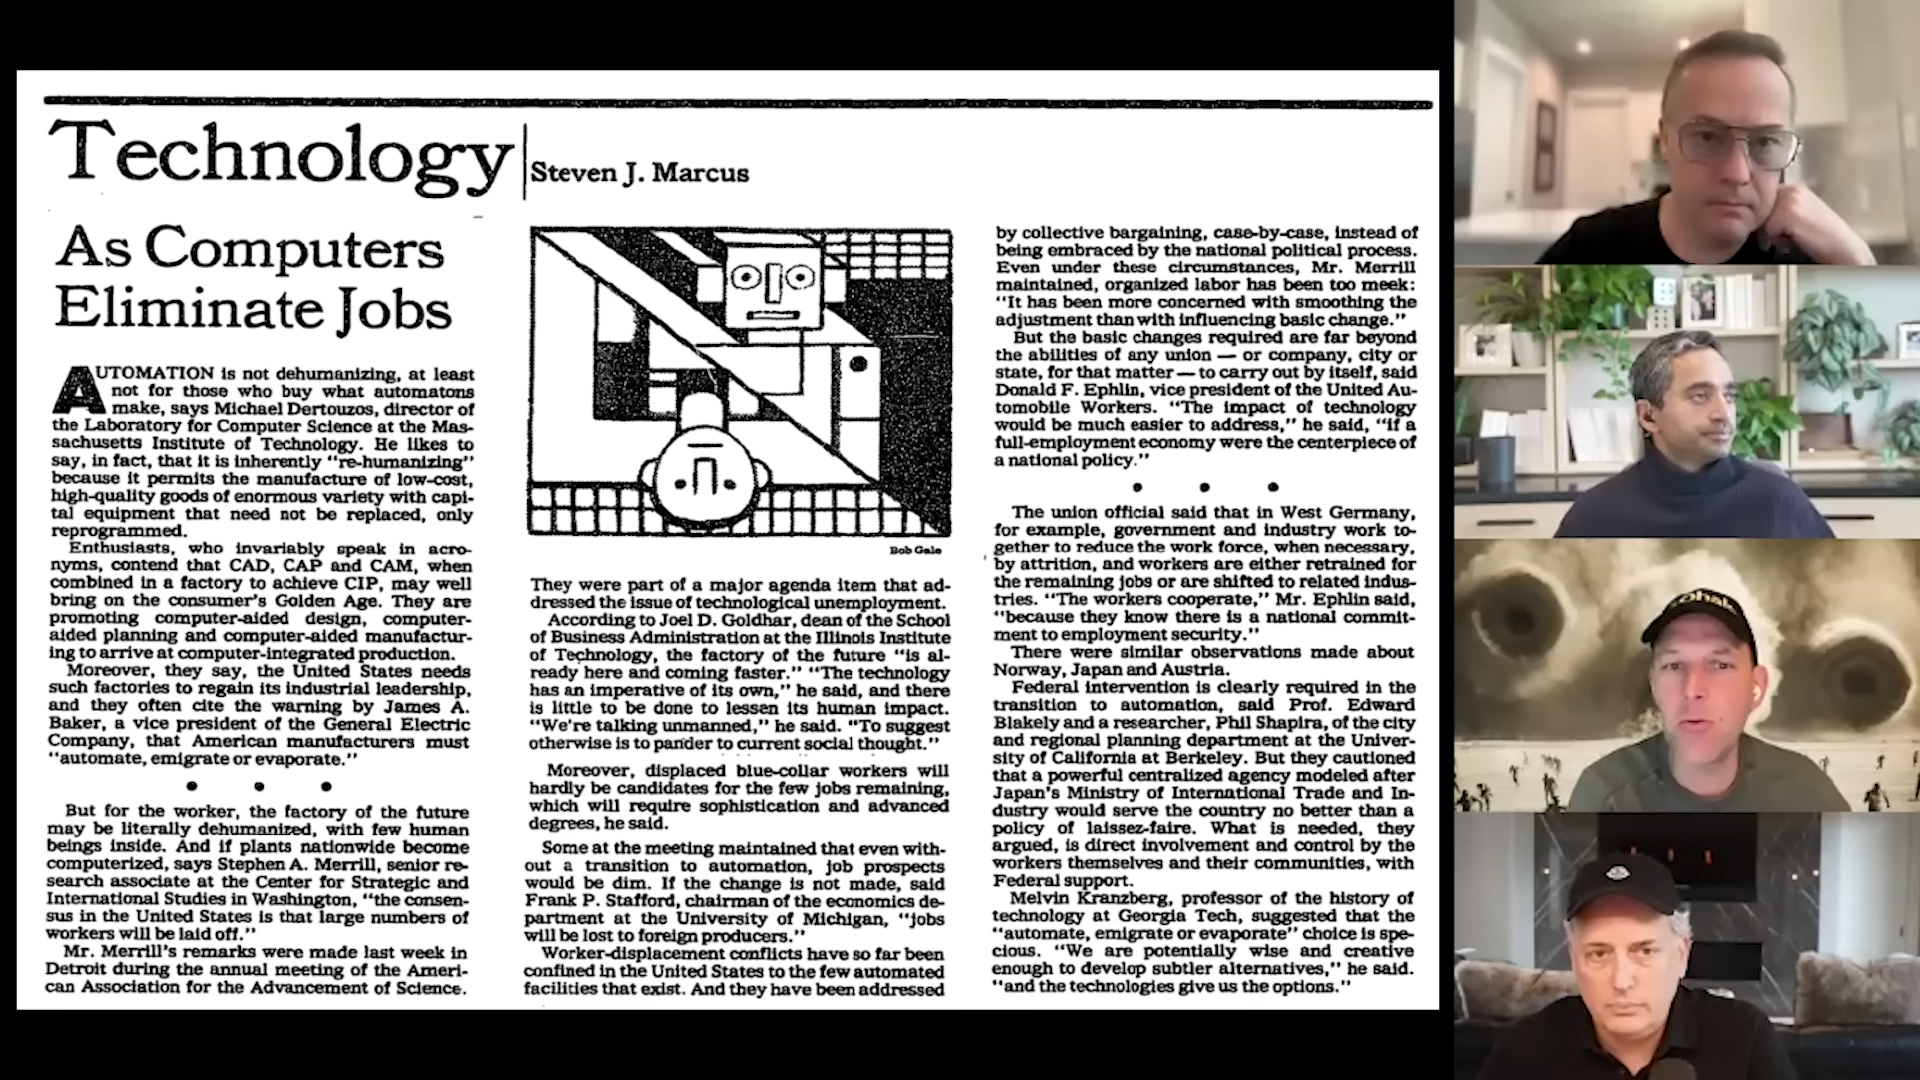 Technology
Steven J. Marcus
As Computers
Eliminate Jobs
AUTOMATION is not dehumanizing, at least
not for those who buy what automatons
make, says Michael Dertouzos, director of
the Laboratory for Computer Science at the Mas-
sachusetts Institute of Technology. He likes to
say, in fact, that it is inherently “re-humanizing”
because it permits the manufacture of low-cost,
high-quality goods of enormous variety with capi-
tal equipment that need not be replaced, only
reprogrammed.
Enthusiasts, who invariably speak in acro-
nyms, contend that CAD, CAP and CAM, when
combined in a factory to achieve CIP, may well
bring on the consumer’s Golden Age. They are
promoting computer-aided design, computer-
aided planning and computer-aided manufactur-
ing to arrive at computer-integrated production.
Moreover, they say, the United States needs
such factories to regain its industrial leadership,
and they often cite the warning by James A.
Baker, a vice president of the General Electric
Company, that American manufacturers must
“automate, emigrate or evaporate.”
But for the worker, the factory of the future
may be literally dehumanized, with few human
beings inside. And if plants nationwide become
computerized, says Stephen A. Merrill, senior re-
search associate at the Center for Strategic and
International Studies in Washington, “the consen-
sus in the United States is that large numbers of
workers will be laid off.”
Mr. Merrill’s remarks were made last week in
Detroit during the annual meeting of the Ameri-
can Association for the Advancement of Science.
Bob Gale
They were part of a major agenda item that ad-
dressed the issue of technological unemployment.
According to Joel D. Goldhar, dean of the School
of Business Administration at the Illinois Institute
of Technology, the factory of the future “is al-
ready here and coming faster.” “The technology
has an imperative of its own,” he said, and there
is little to be done to lessen its human impact.
“We’re talking unmanned,” he said. “To suggest
otherwise is to pander to current social thought.”
Moreover, displaced blue-collar workers will
hardly be candidates for the few jobs remaining,
which will require sophistication and advanced
degrees, he said.
Some at the meeting maintained that even with-
out a transition to automation, job prospects
would be dim. If the change is not made, said
Frank P. Stafford, chairman of the economics de-
partment at the University of Michigan, “jobs
will be lost to foreign producers.”
Worker-displacement conflicts have so far been
confined in the United States to the few automated
facilities that exist. And they have been addressed
by collective bargaining, case-by-case, instead of
being embraced by the national political process.
Even under these circumstances, Mr. Merrill
maintained, organized labor has been too meek:
“It has been more concerned with smoothing the
adjustment than with influencing basic change.”
But the basic changes required are far beyond
the abilities of any union — or company, city or
state, for that matter — to carry out by itself, said
Donald F. Ephlin, vice president of the United Au-
tomobile Workers. “The impact of technology
would be much easier to address,” he said, “if a
full-employment economy were the centerpiece of
a national policy.”
The union official said that in West Germany,
for example, government and industry work to-
gether to reduce the work force, when necessary,
by attrition, and workers are either retrained for
the remaining jobs or are shifted to related indus-
tries. “The workers cooperate,” Mr. Ephlin said,
“because they know there is a national commit-
ment to employment security.”
There were similar observations made about
Norway, Japan and Austria.
Federal intervention is clearly required in the
transition to automation, said Prof. Edward
Blakely and a researcher, Phil Shapira, of the city
and regional planning department at the Univer-
sity of California at Berkeley. But they cautioned
that a powerful centralized agency modeled after
Japan’s Ministry of International Trade and In-
dustry would serve the country no better than a
policy of laissez-faire. What is needed, they
argued, is direct involvement and control by the
workers themselves and their communities, with
Federal support.
Melvin Kranzberg, professor of the history of
technology at Georgia Tech, suggested that the
“automate, emigrate or evaporate” choice is spe-
cious. “We are potentially wise and creative
enough to develop subtler alternatives,” he said.
“and the technologies give us the options.”